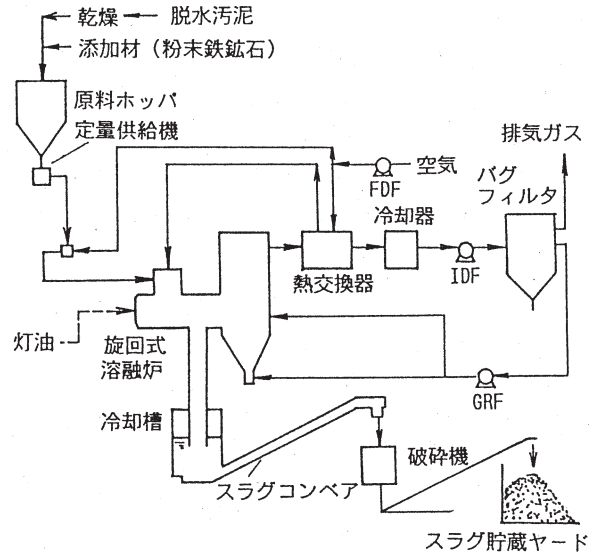 乾燥
脱水汚泥
添加材（粉末鉄鉱石）
原料ホッパ
定量供給機
空気
FDF
排気ガス
バグ
フィルタ
冷却器
熱交換器
IDF
灯油
旋回式
溶融炉
GRF
冷却槽
スラグコンベア
破砕機
スラグ貯蔵ヤード